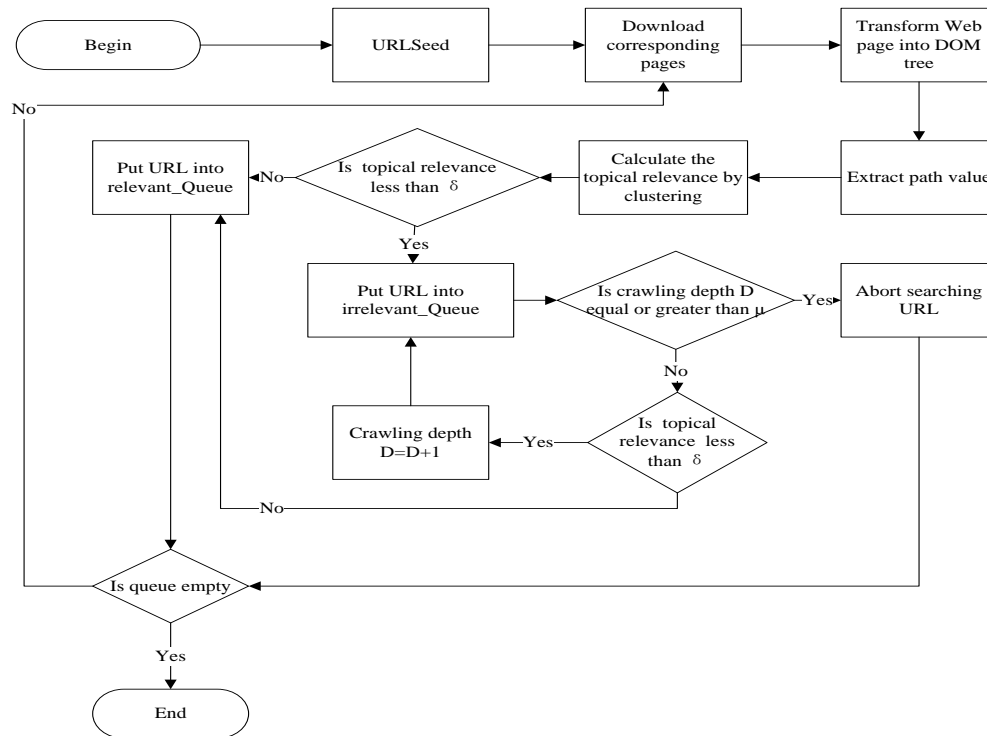 Begin
URLSeed
Download
corresponding
pages
Transform Web
page into DOM
tree
No
Put URL into
relevant_Queue
No
Is topical relevance
less than δ
Calculate the
topical relevance by
clustering
Extract path value
Yes
Put URL into
irrelevant_Queue
Is crawling depth D
equal or greater than μ
Yes
Abort searching
URL
No
Crawling depth
D=D+1
Yes
Is topical
relevance less
than δ
No
Is queue empty
Yes
End